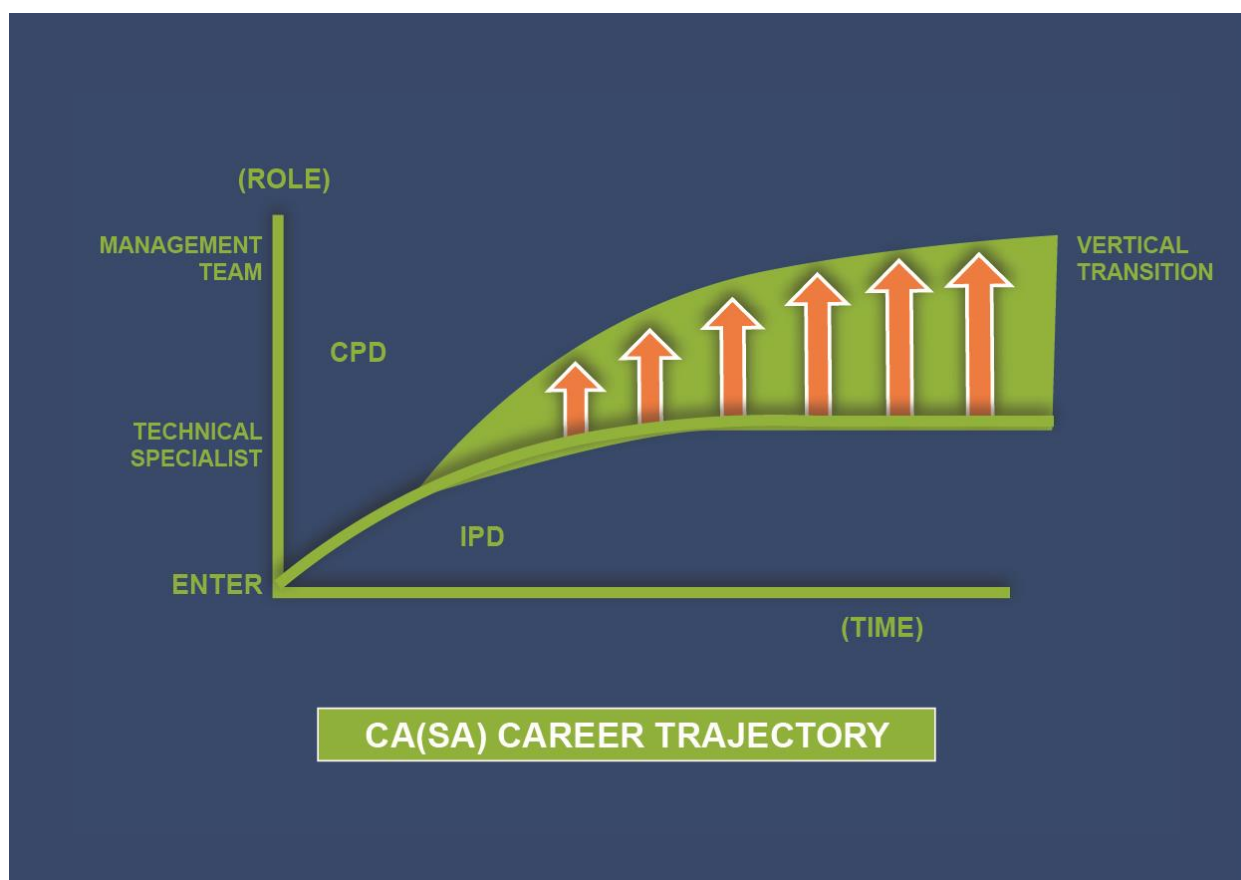 (ROLE)
MANAGEMENT
TEAM
VERTICAL
TRANSITION
CPD
TECHNICAL
SPECIALIST
IPD
ENTER
(TIME)
CA(SA) CAREER TRAJECTORY